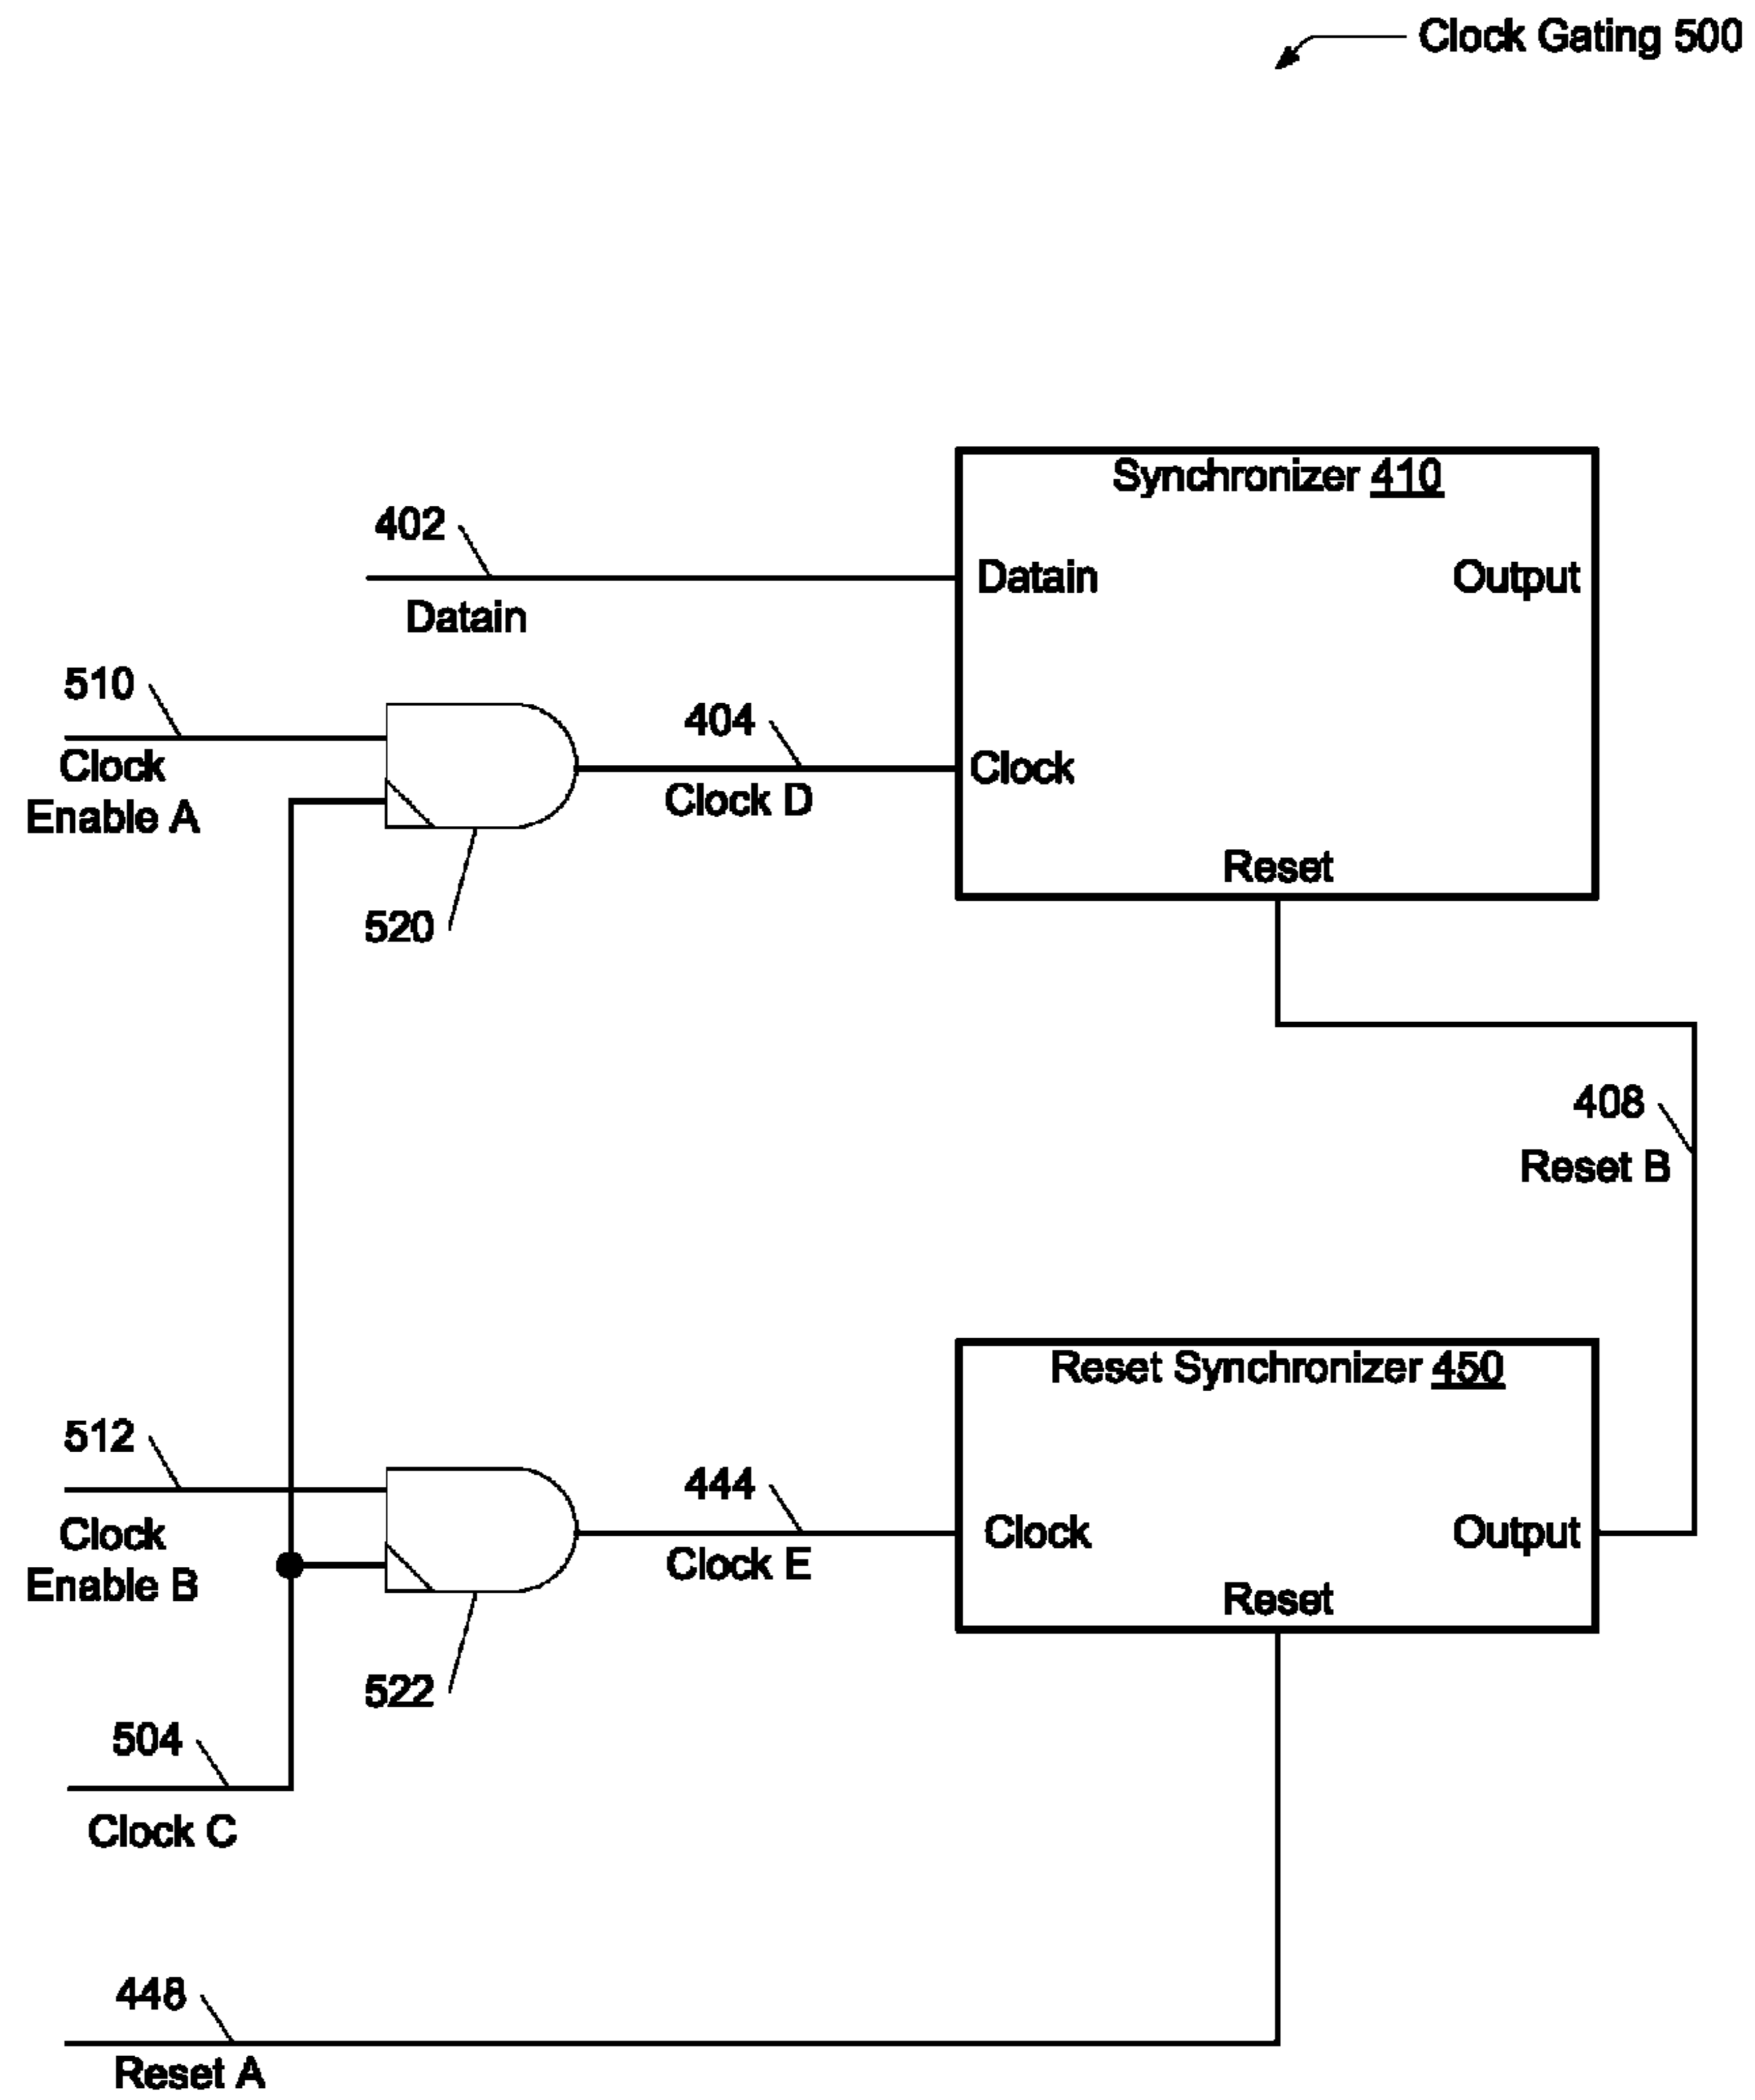 Clock Gating 500
Synchronizer 410
402
Datain
Output
Datain
510
Clock
Enable A
404
Clock
Clock D
Reset
520
408
Reset B
Reset Synchronizer 450
512
Clock
Enable B
444
Clock
Output
Clock E
Reset
522
504
Clock C
448
Reset A